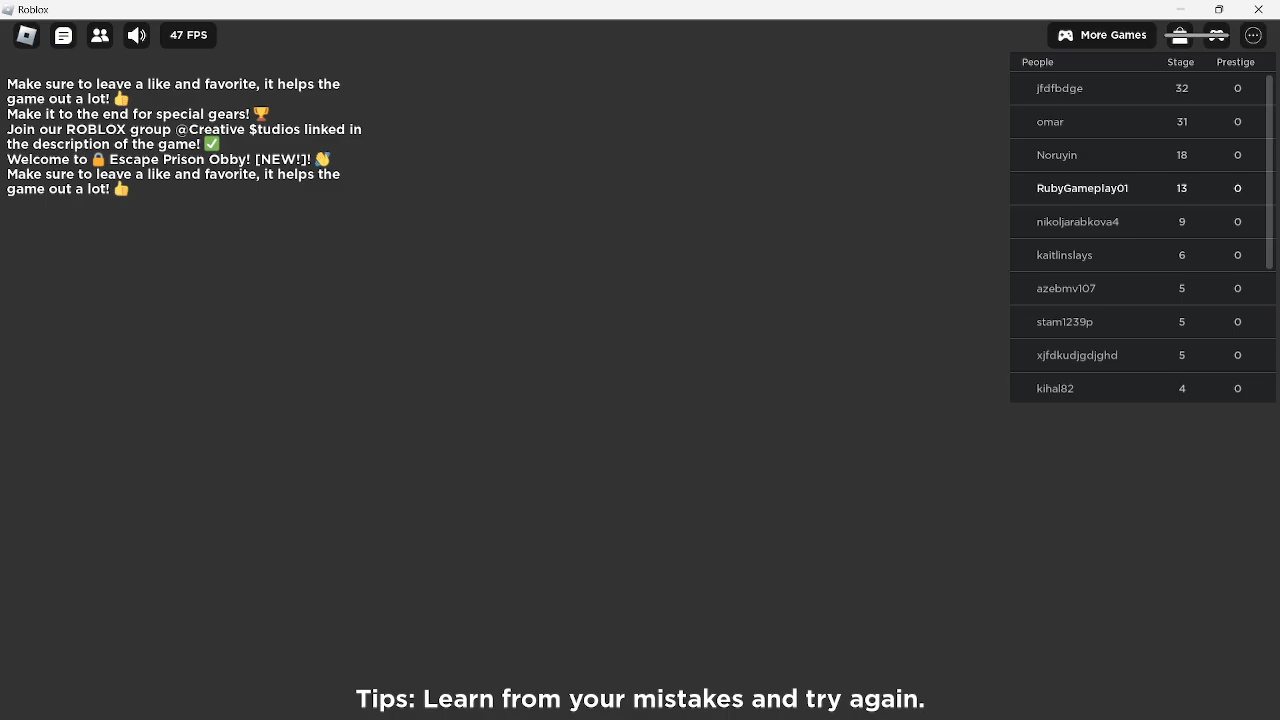 Roblox
47 FPS
More Games
Make sure to leave a like and favorite, it helps the
game out a lot! 👍
Make it to the end for special gears! 🏆
Join our ROBLOX group @Creative $tudios linked in
the description of the game! ✅
Welcome to 🔒 Escape Prison Obby! [NEW!]! 👋
Make sure to leave a like and favorite, it helps the
game out a lot! 👍
People Stage Prestige
jfdfbdge 32 0
omar 31 0
Noruyin 18 0
RubyGameplay01 13 0
nikoljarabkova4 9 0
kaitlinslays 6 0
azebmv107 5 0
stam1239p 5 0
xjfdkudjgdjghd 5 0
kihal82 4 0
Tips: Learn from your mistakes and try again.